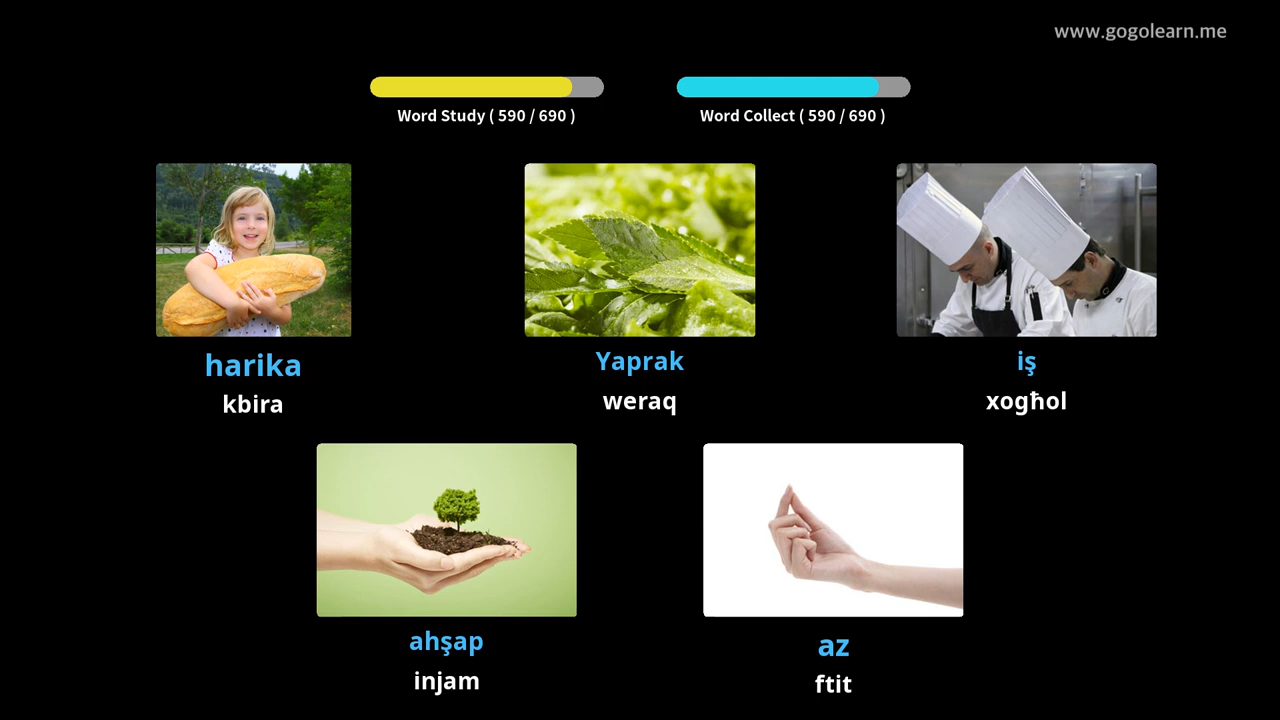 www.gogolearn.me
Word Study ( 590 / 690 )
Word Collect ( 590 / 690 )
harika
kbira
Yaprak
weraq
iş
xogħol
ahşap
injam
az
ftit